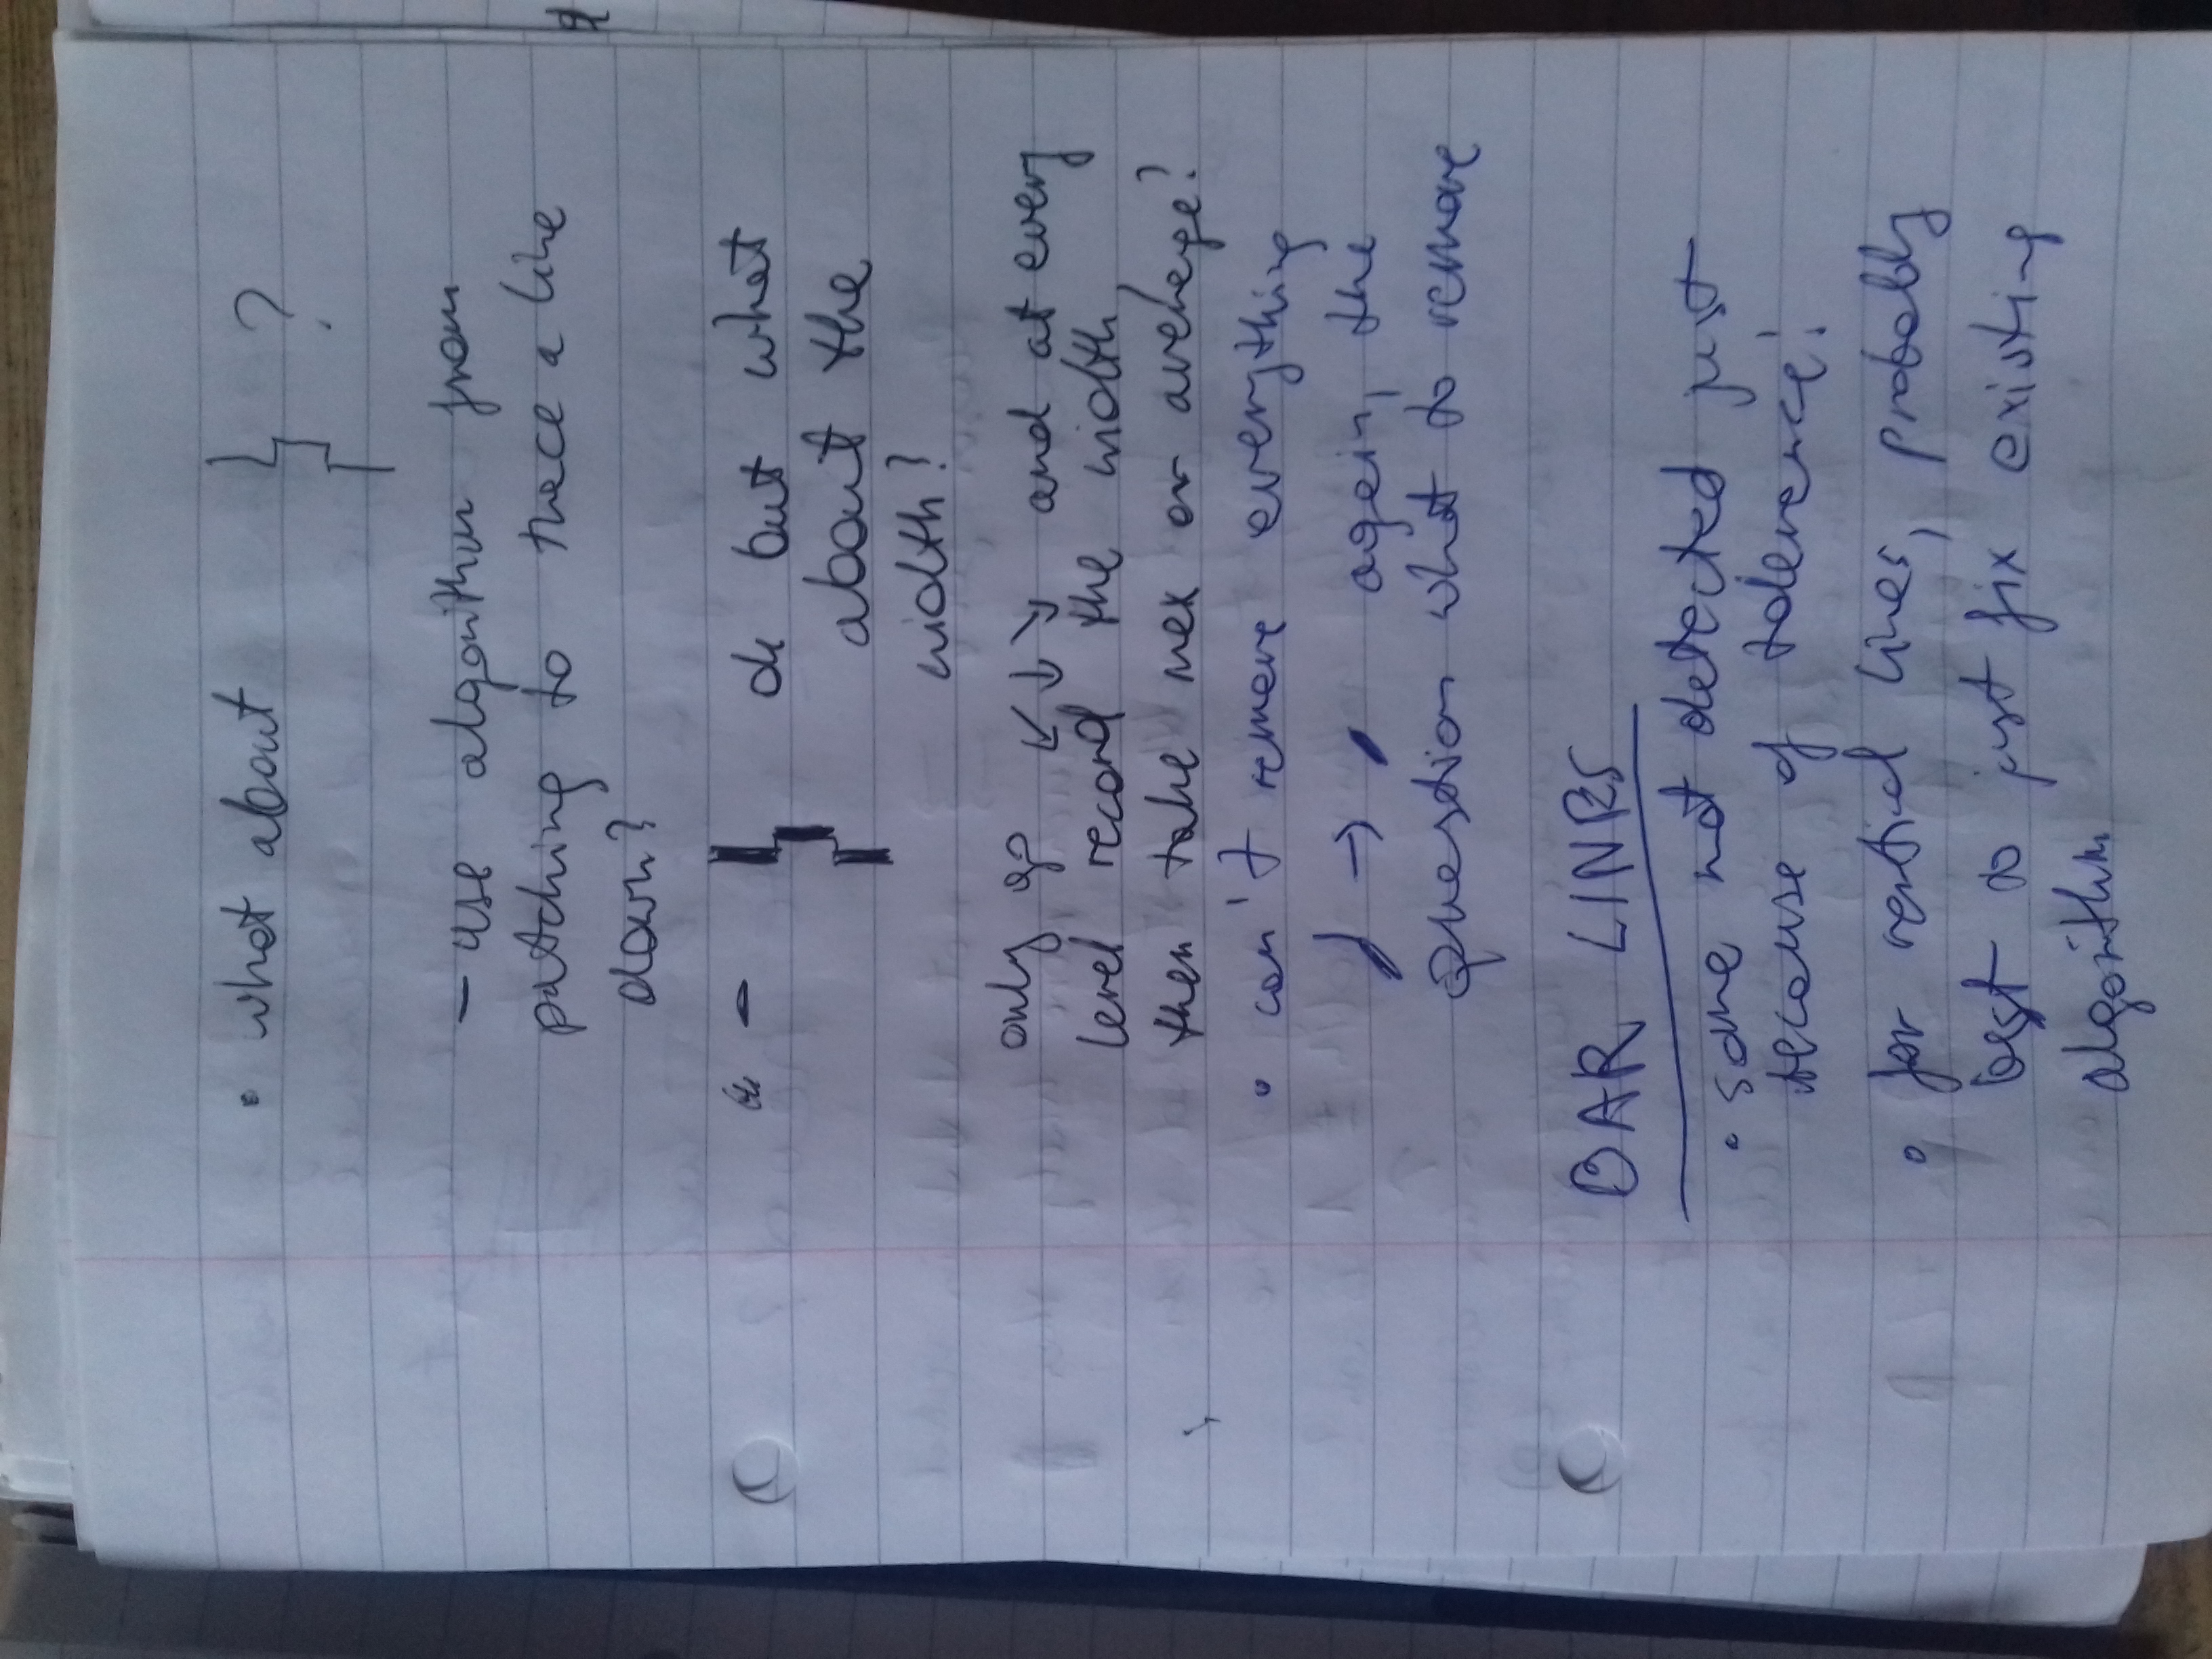 • what about ?
- use algorithm from
patching to trace a line
down?
- ok but what
about the
width?
only go ↙ ↓ ↘ and at every
level record the width,
then take max or average?
• can't remove everything
→ again, the
question what to remove
BAR LINES
• some not detected just
because of tolerence!
• for vertical lines, probably
best to just fix existing
algorithm